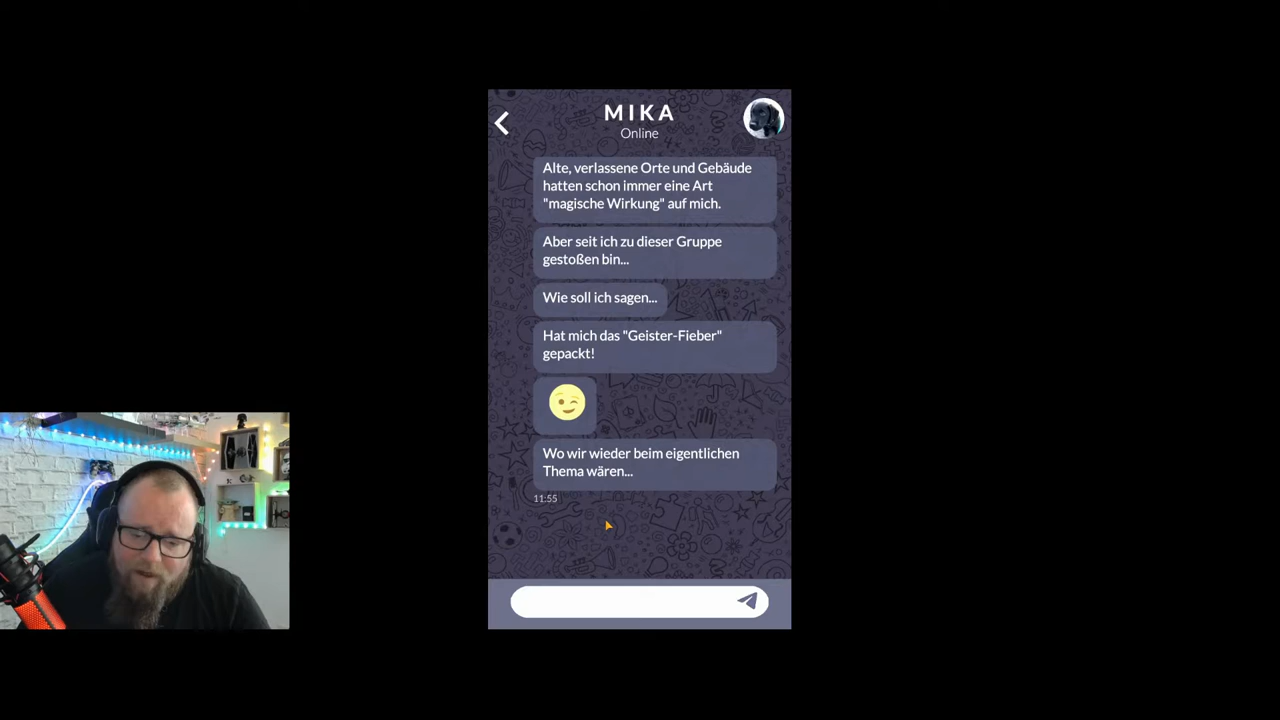 MIKA
Online
Alte, verlassene Orte und Gebäude
hatten schon immer eine Art
"magische Wirkung" auf mich.
Aber seit ich zu dieser Gruppe
gestoßen bin...
Wie soll ich sagen...
Hat mich das "Geister-Fieber"
gepackt!
Wo wir wieder beim eigentlichen
Thema wären...
11:55